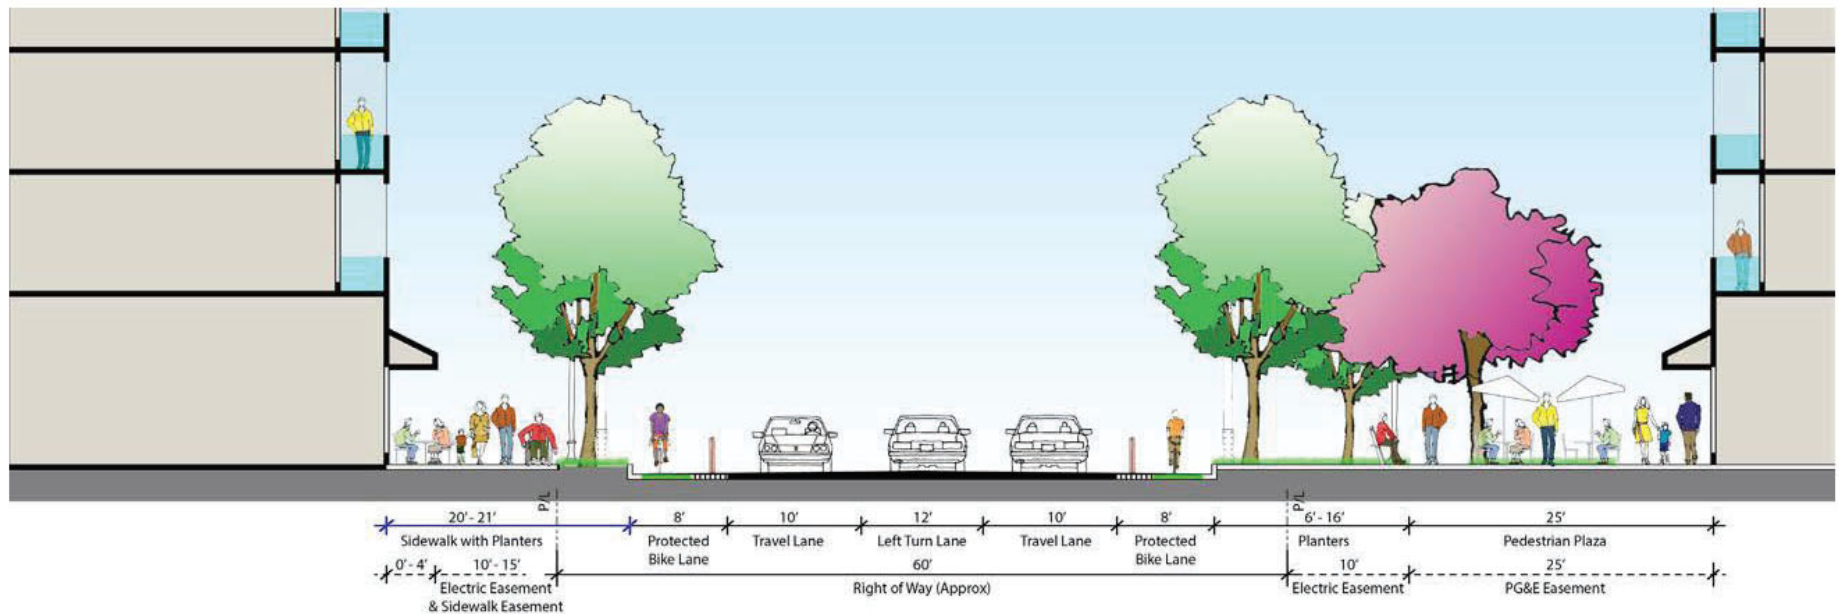 P/L
P/L
20' - 21'
8'
10'
12'
10'
8'
6' - 16'
25'
Sidewalk with Planters
Protected
Bike Lane
Travel Lane
Left Turn Lane
Travel Lane
Protected
Bike Lane
Planters
Pedestrian Plaza
0' - 4'
10' - 15'
60'
10'
25'
Electric Easement
& Sidewalk Easement
Right of Way (Approx)
Electric Easement
PG&E Easement